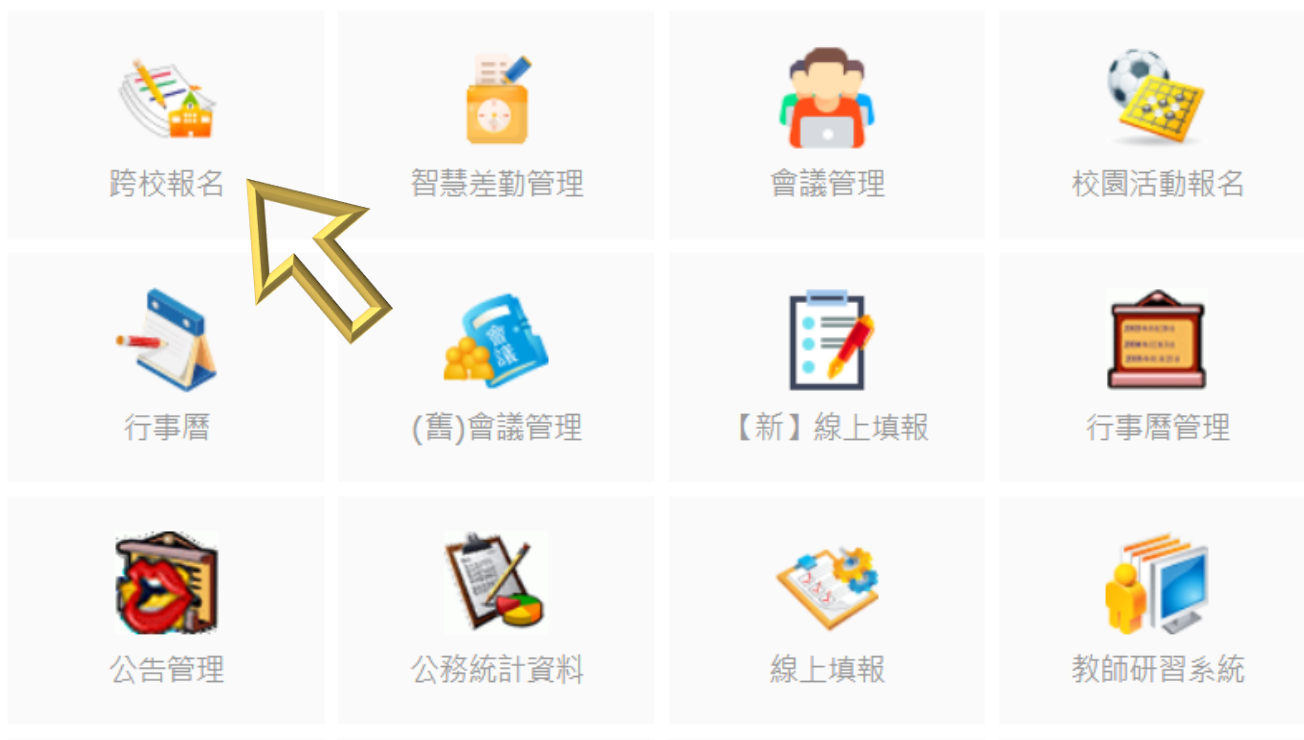 跨校報名
智慧差勤管理
會議管理
校園活動報名
會議
行事曆
(舊)會議管理
【新】線上填報
行事曆管理
公告管理
公務統計資料
線上填報
教師研習系統